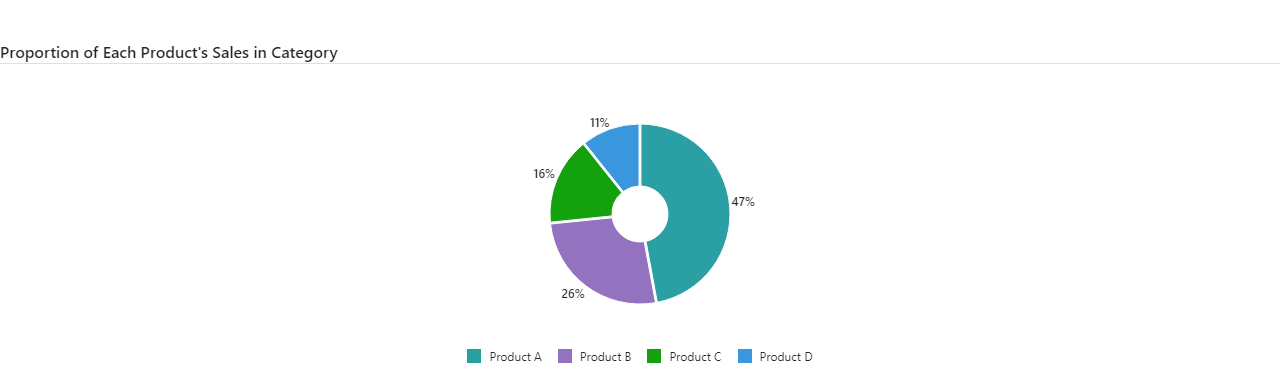 Proportion of Each Product's Sales in Category
11%
16%
47%
26%
Product A Product B Product C Product D